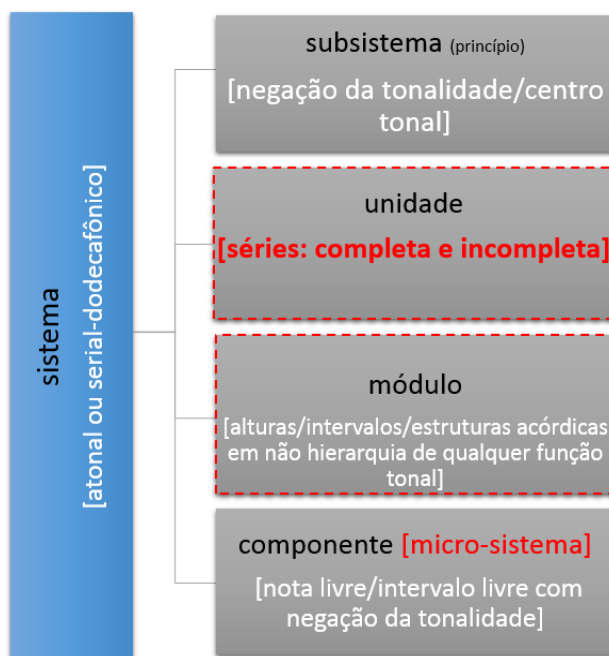 sistema
[atonal ou serial-dodecafônico]
subsistema (princípio)
[negação da tonalidade/centro
tonal]
unidade
[séries: completa e incompleta]
módulo
[alturas/intervalos/estruturas acórdicas
em não hierarquia de qualquer função
tonal]
componente [micro-sistema]
[nota livre/intervalo livre com
negação da tonalidade]